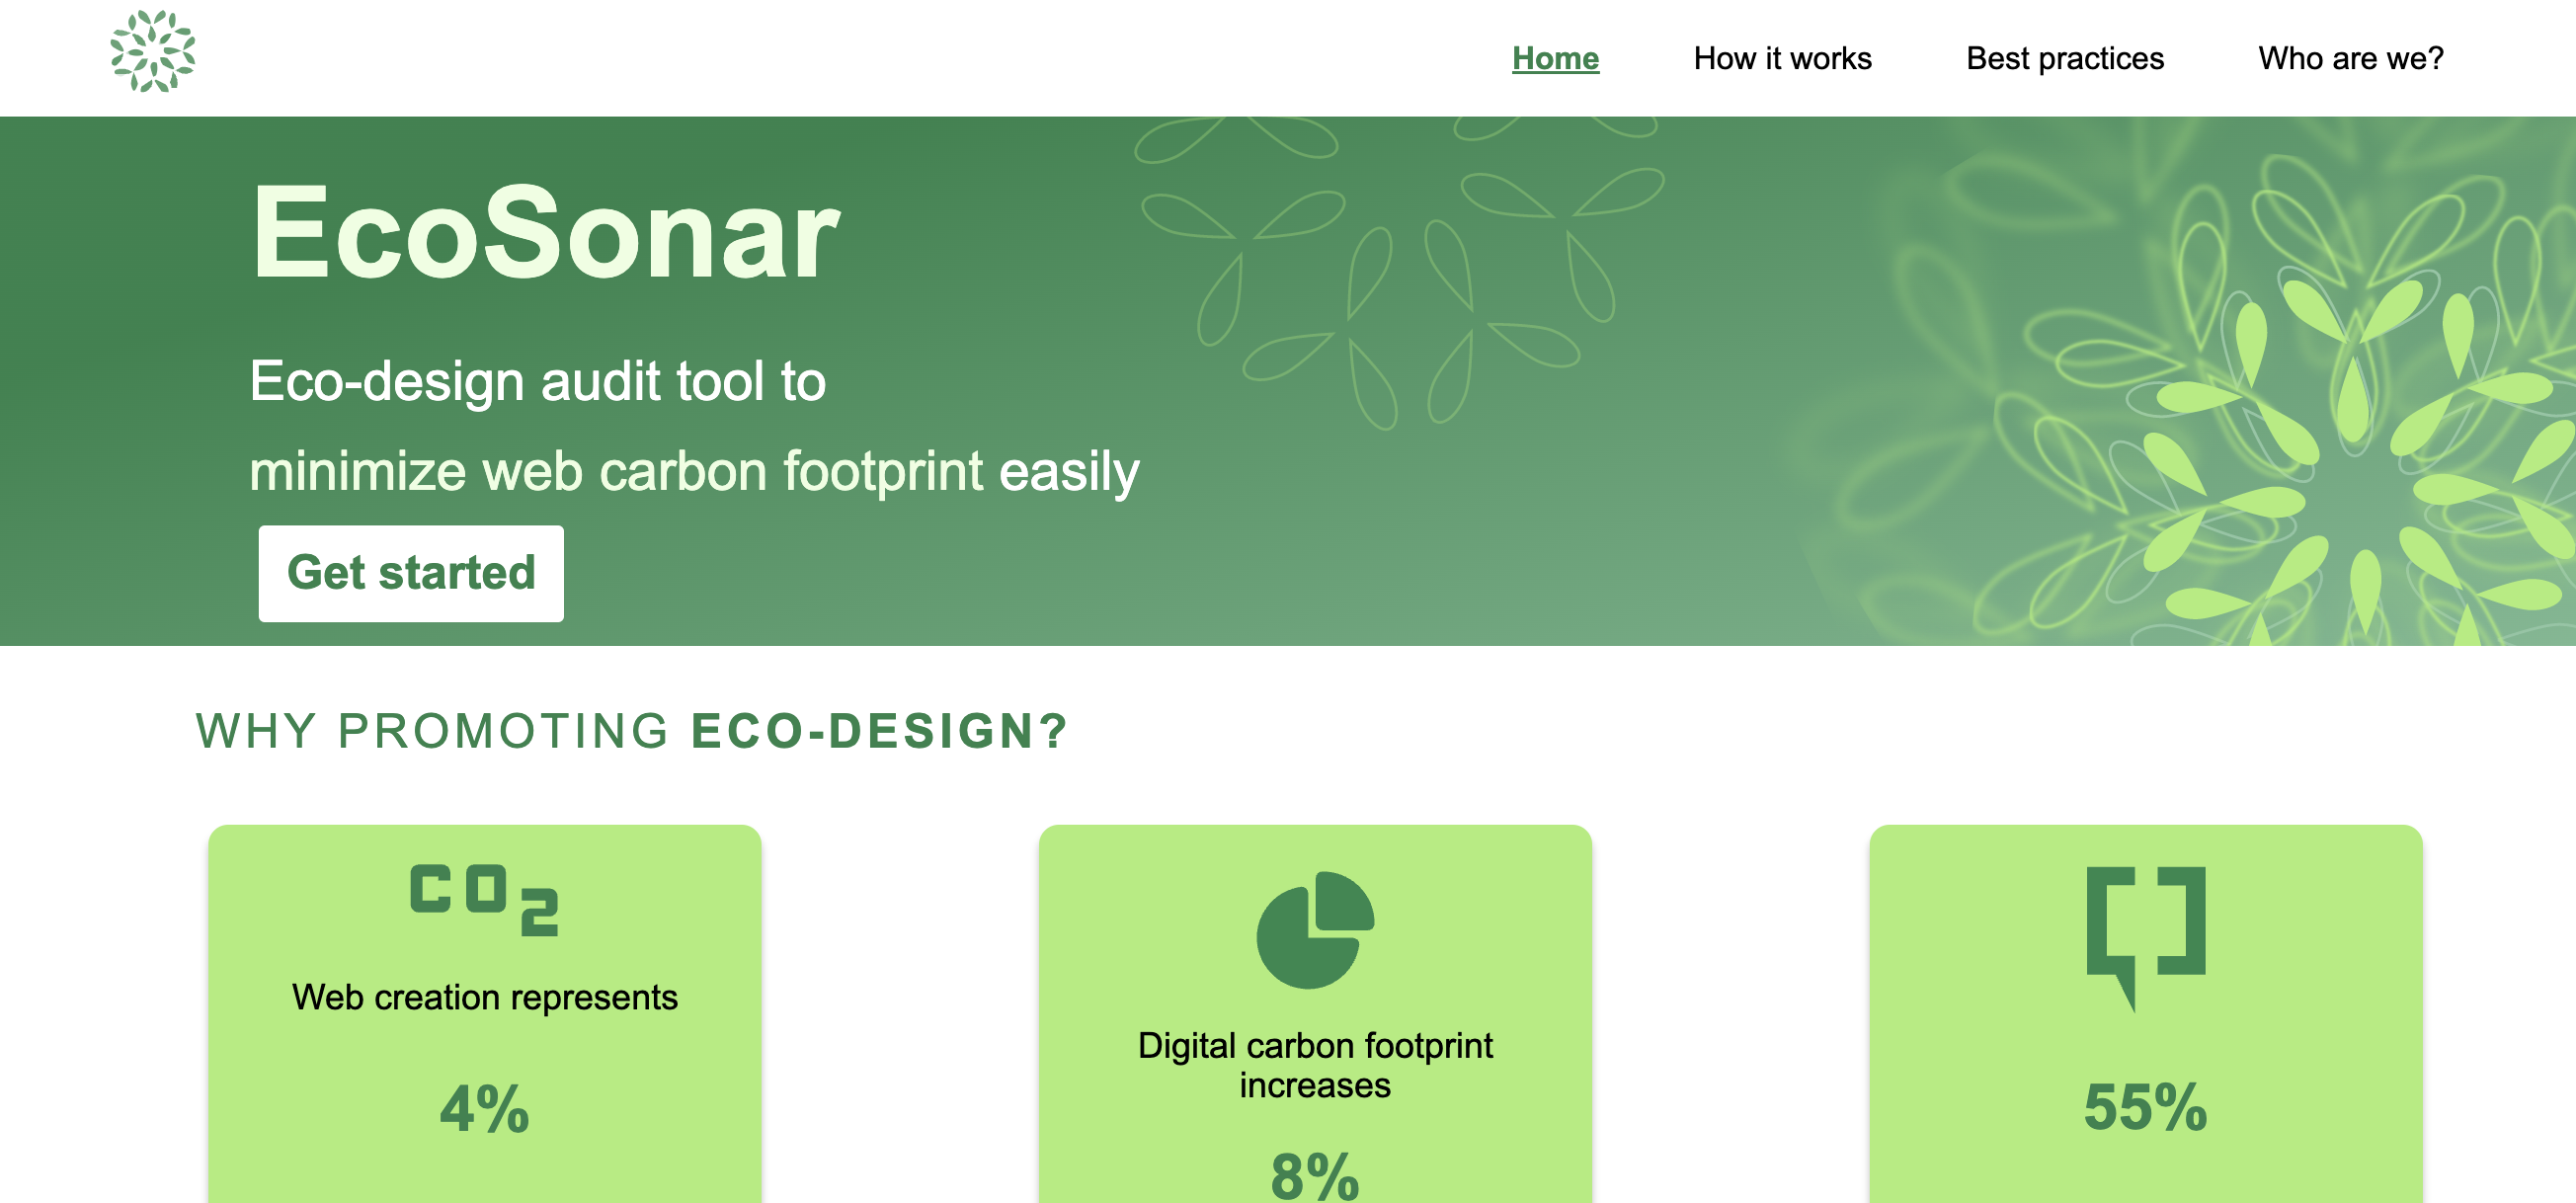 Home
How it works
Best practices
Who are we?
EcoSonar
Eco-design audit tool to
minimize web carbon footprint easily
Get started
WHY PROMOTING ECO-DESIGN?
CO2
Web creation represents
4%
Digital carbon footprint
increases
8%
55%